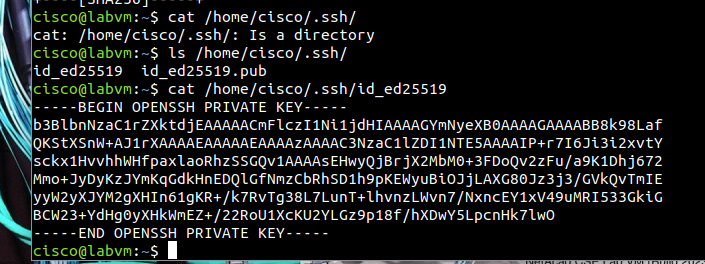 cisco@labvm:~$ cat /home/cisco/.ssh/
cat: /home/cisco/.ssh/: Is a directory
cisco@labvm:~$ ls /home/cisco/.ssh/
id_ed25519  id_ed25519.pub
cisco@labvm:~$ cat /home/cisco/.ssh/id_ed25519
-----BEGIN OPENSSH PRIVATE KEY-----
b3BlbnNzaC1rZXktdjEAAAAACmFlczI1Ni1jdHIAAAAGYmNyeXB0AAAAGAAAABB8k98Laf
QKStXSnW+AJ1rXAAAAEAAAAAEAAAAzAAAAC3NzaC1lZDI1NTE5AAAAIP+r7I6Ji3i2xvtY
sckx1HvvhhWHfpaxlaoRhzSSGQv1AAAAsEHwyQjBrjX2MbM0+3FDoQv2zFu/a9K1Dhj672
Mmo+JyDyKzJYmKqGdkHnEDQlGfNmzCbRhSD1h9pKEWyuBiOJjLAXG80Jz3j3/GVkQvTmIE
yyW2yXJYM2gXHIn61gKR+/k7RvTg38L7LunT+lhvnzLWvn7/NxncEY1xV49uMRI533GkiG
BCW23+YdHg0yXHkWmEZ+/22RoU1XcKU2YLGz9p18f/hXDwY5LpcnHk7lwO
-----END OPENSSH PRIVATE KEY-----
cisco@labvm:~$